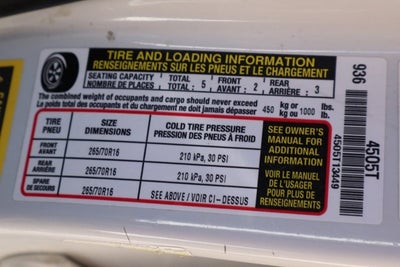 TIRE AND LOADING INFORMATION
RENSEIGNEMENTS SUR LES PNEUS ET LE CHARGEMENT
SEATING CAPACITY TOTAL : 5 FRONT : 2 REAR : 3
NOMBRE DE PLACES TOTAL AVANT ARRIÈRE
The combined weight of occupants and cargo should never exceed 450 kg or 1000 lbs.
Le poids total des occupants et du chargement ne doit jamais dépasser kg ou lb.
TIRE SIZE COLD TIRE PRESSURE
PNEU DIMENSIONS PRESSION DES PNEUS À FROID
FRONT
AVANT 265/70R16 210 kPa, 30 PSI
REAR
ARRIÈRE 265/70R16 210 kPa, 30 PSI
SPARE
DE SECOURS 265/70R16 SEE ABOVE / VOIR CI-DESSUS
SEE OWNER'S
MANUAL FOR
ADDITIONAL
INFORMATION
VOIR LE MANUEL
DE L'USAGER
POUR PLUS DE
RENSEIGNEMENTS
936
4505T
4505T13449